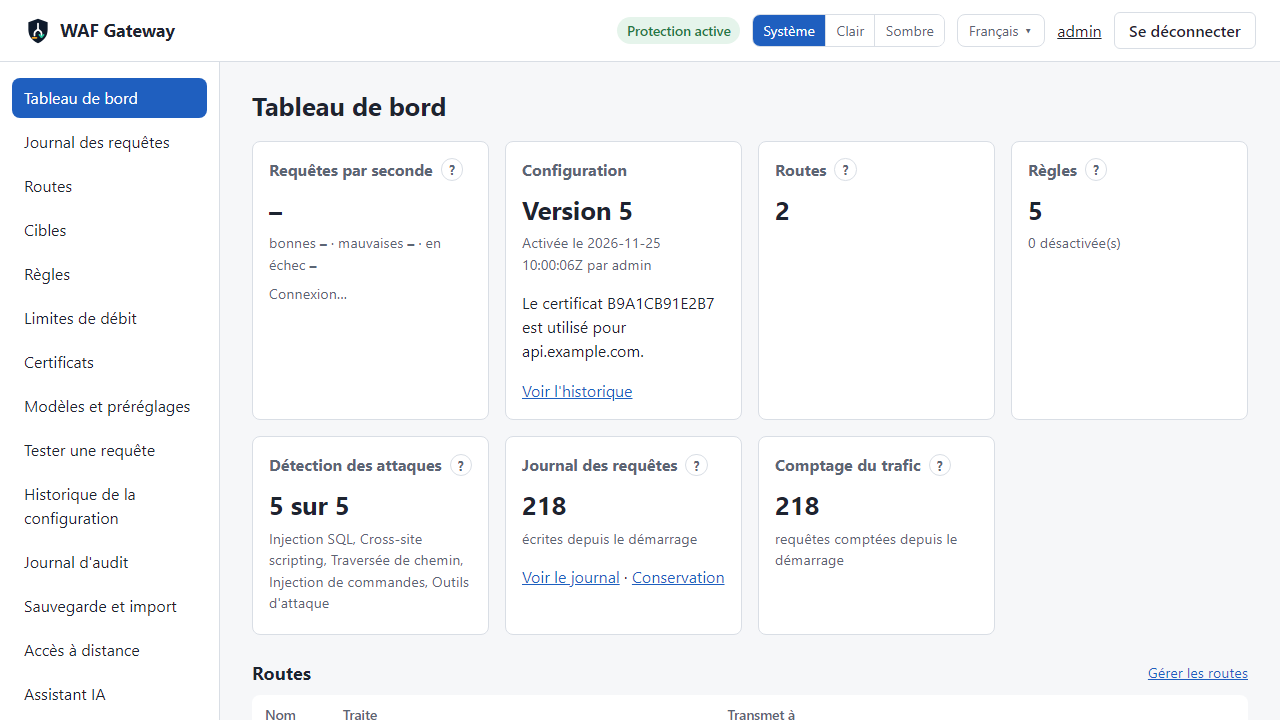 WAF Gateway
Protection active
Système
Clair
Sombre
Français ▾
admin
Se déconnecter
Tableau de bord
Journal des requêtes
Routes
Cibles
Règles
Limites de débit
Certificats
Modèles et préréglages
Tester une requête
Historique de la
configuration
Journal d'audit
Sauvegarde et import
Accès à distance
Assistant IA
Tableau de bord
Requêtes par seconde ?
–
bonnes – · mauvaises – · en
échec –
Connexion...
Configuration
Version 5
Activée le 2026-11-25
10:00:06Z par admin
Le certificat B9A1CB91E2B7
est utilisé pour
api.example.com.
Voir l'historique
Routes ?
2
Règles ?
5
0 désactivée(s)
Détection des attaques ?
5 sur 5
Injection SQL, Cross-site
scripting, Traversée de chemin,
Injection de commandes, Outils
d'attaque
Journal des requêtes ?
218
écrites depuis le démarrage
Voir le journal · Conservation
Comptage du trafic ?
218
requêtes comptées depuis le
démarrage
Routes
Gérer les routes
Nom
Traite
Transmet à